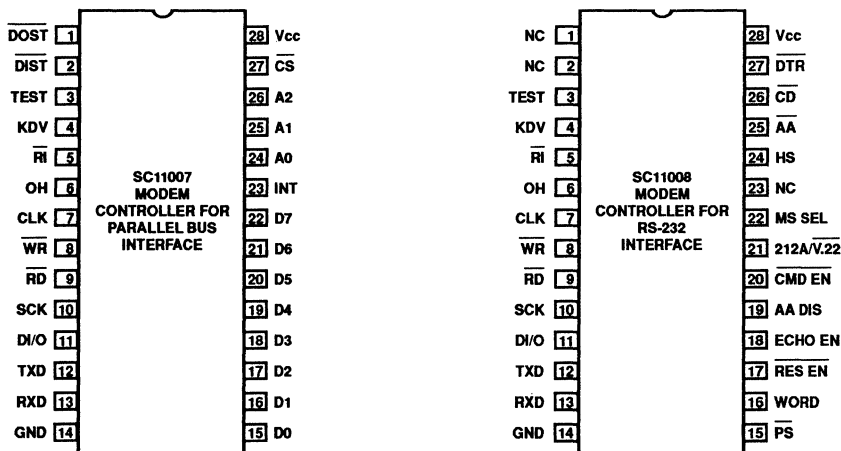 DOST 1 28 Vcc
DIST 2 27 CS
TEST 3 26 A2
KDV 4 25 A1
RI 5 24 A0
OH 6 23 INT
CLK 7 22 D7
WR 8 21 D6
RD 9 20 D5
SCK 10 19 D4
DI/O 11 18 D3
TXD 12 17 D2
RXD 13 16 D1
GND 14 15 D0
SC11007
MODEM
CONTROLLER FOR
PARALLEL BUS
INTERFACE
NC 1 28 Vcc
NC 2 27 DTR
TEST 3 26 CD
KDV 4 25 AA
RI 5 24 HS
OH 6 23 NC
CLK 7 22 MS SEL
WR 8 21 212A/V.22
RD 9 20 CMD EN
SCK 10 19 AA DIS
DI/O 11 18 ECHO EN
TXD 12 17 RES EN
RXD 13 16 WORD
GND 14 15 PS
SC11008
MODEM
CONTROLLER FOR
RS-232
INTERFACE